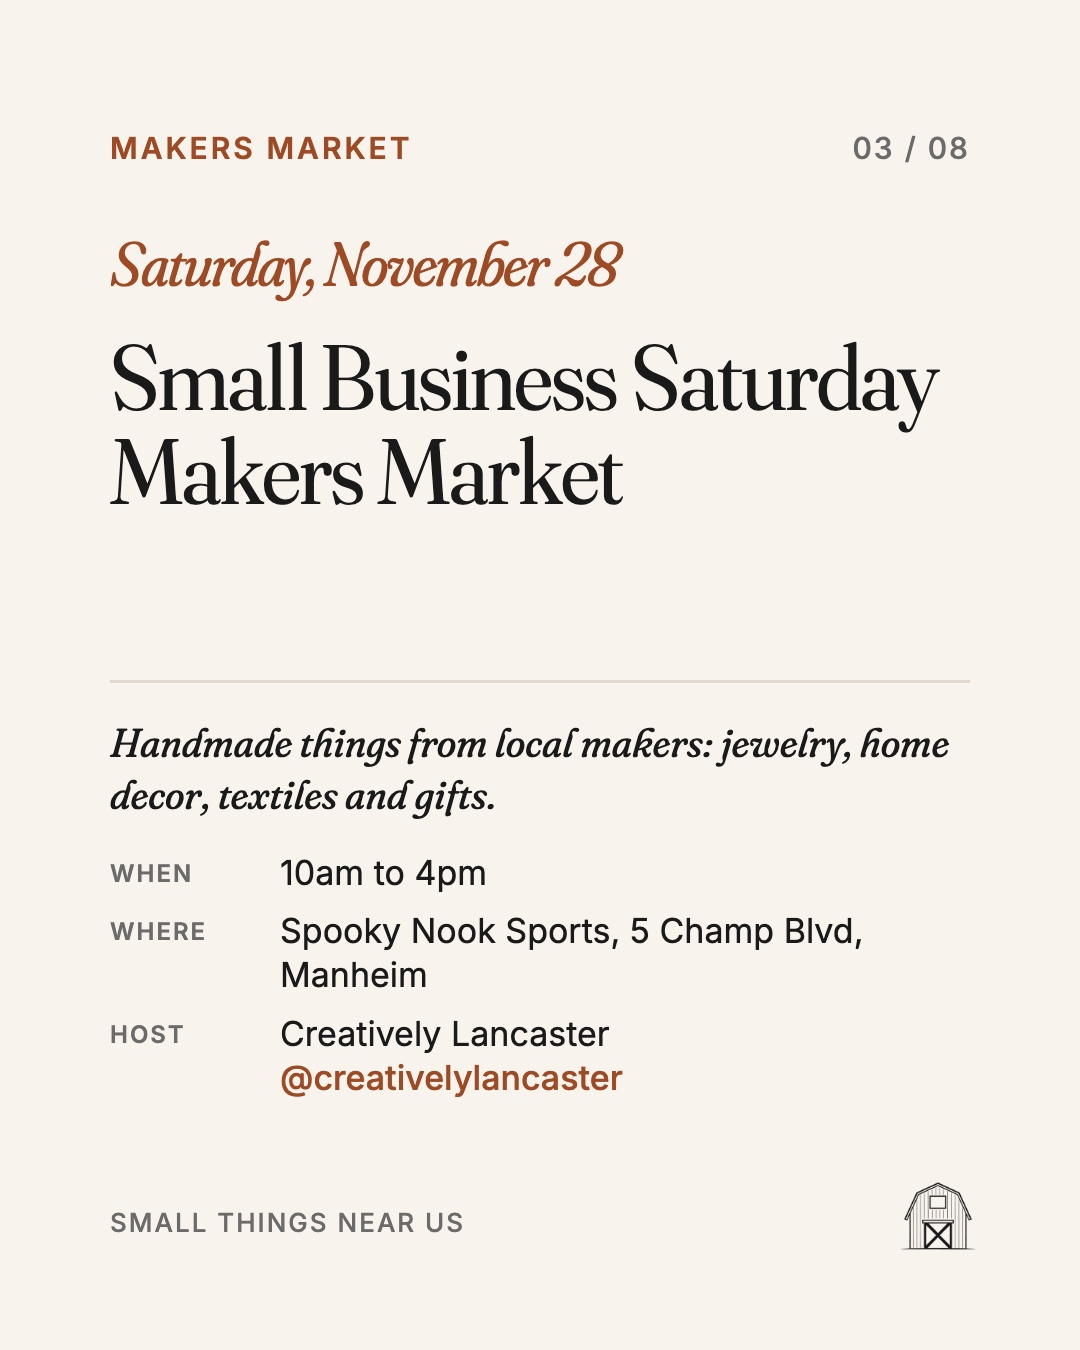 MAKERS MARKET
03 / 08
Saturday, November 28
Small Business Saturday
Makers Market
Handmade things from local makers: jewelry, home
decor, textiles and gifts.
WHEN 10am to 4pm
WHERE Spooky Nook Sports, 5 Champ Blvd,
Manheim
HOST Creatively Lancaster
@creativelylancaster
SMALL THINGS NEAR US